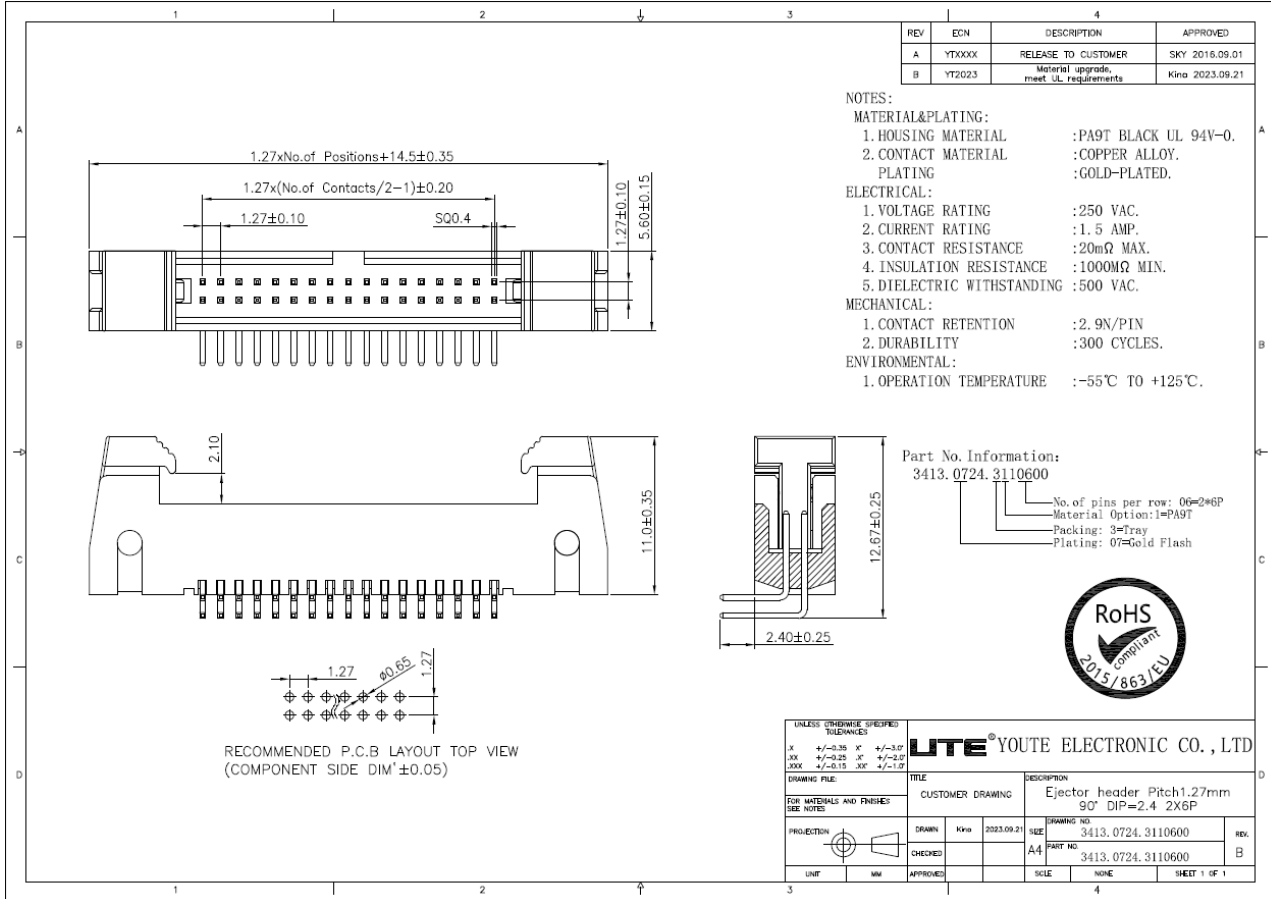 1 2 3 4
REV ECN DESCRIPTION APPROVED
A YTXXXX RELEASE TO CUSTOMER SKY 2016.09.01
B YT2023 Material upgrade, meet UL requirements Kina 2023.09.21
A A
B B
C C
D D
1.27xNo.of Positions+14.5±0.35
1.27x(No.of Contacts/2-1)±0.20
1.27±0.10
SQ0.4
1.27±0.10
5.60±0.15
NOTES:
MATERIAL&PLATING:
1.HOUSING MATERIAL :PA9T BLACK UL 94V-0.
2.CONTACT MATERIAL :COPPER ALLOY.
PLATING :GOLD-PLATED.
ELECTRICAL:
1.VOLTAGE RATING :250 VAC.
2.CURRENT RATING :1.5 AMP.
3.CONTACT RESISTANCE :20mΩ MAX.
4.INSULATION RESISTANCE :1000MΩ MIN.
5.DIELECTRIC WITHSTANDING :500 VAC.
MECHANICAL:
1.CONTACT RETENTION :2.9N/PIN
2.DURABILITY :300 CYCLES.
ENVIRONMENTAL:
1.OPERATION TEMPERATURE :-55℃ TO +125℃.
2.10
11.0±0.35
12.67±0.25
2.40±0.25
Part No. Information:
3413.0724.3110600
No.of pins per row: 06=2*6P
Material Option:1=PA9T
Packing: 3=Tray
Plating: 07=Gold Flash
RoHS
compliant
2015/863/EU
1.27
Ø0.65
1.27
RECOMMENDED P.C.B LAYOUT TOP VIEW
(COMPONENT SIDE DIM'±0.05)
UNLESS OTHERWISE SPECIFIED
TOLERANCES
.X +/-0.35 X° +/-3.0°
.XX +/-0.25 .X° +/-2.0°
.XXX +/-0.15 .XX° +/-1.0°
DRAWING FILE:
FOR MATERIALS AND FINISHES
SEE NOTES
PROJECTION
UNIT MM
UTE® YOUTE ELECTRONIC CO.,LTD
TITLE
CUSTOMER DRAWING
DESCRIPTION
Ejector header Pitch1.27mm
90° DIP=2.4 2X6P
DRAWN Kina 2023.09.21
CHECKED
APPROVED
SIZE
A4
DRAWING NO.
3413.0724.3110600
PART NO.
3413.0724.3110600
REV.
B
SCLE NONE SHEET 1 OF 1
1 2 3 4